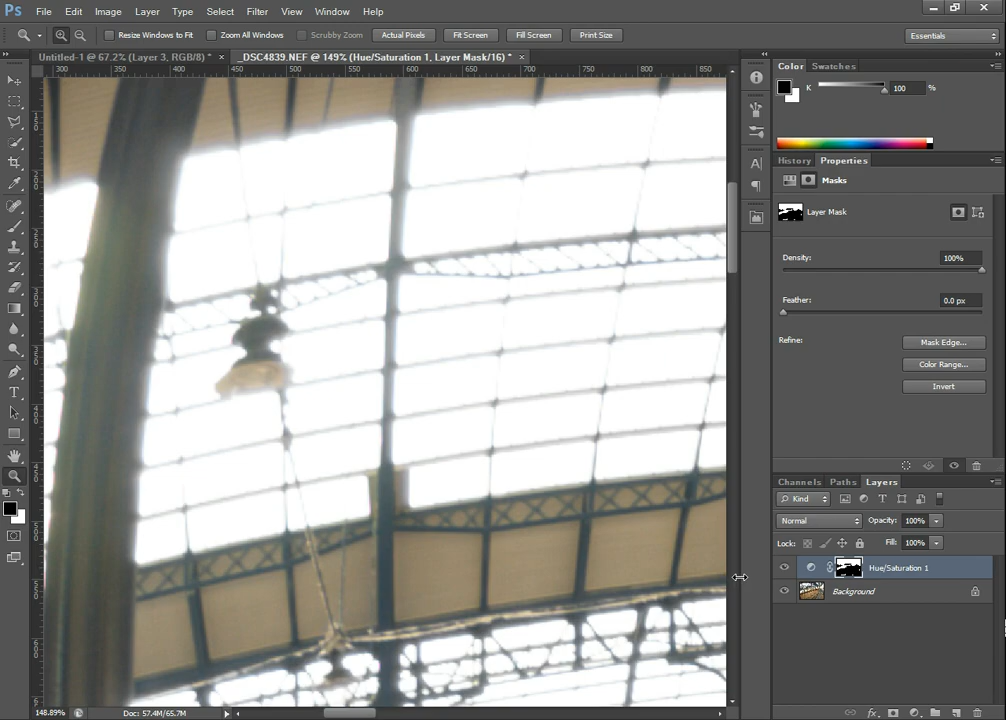 Ps File Edit Image Layer Type Select Filter View Window Help
Resize Windows to Fit Zoom All Windows Scrubby Zoom Actual Pixels Fit Screen Fill Screen Print Size Essentials
Untitled-1 @ 67.2% (Layer 3, RGB/8) * × _DSC4839.NEF @ 149% (Hue/Saturation 1, Layer Mask/16) * ×
300 350 400 450 500 550 600 650 700 750 800 850
Color Swatches
K 100 %
History Properties
Masks
Layer Mask
Density: 100%
Feather: 0.0 px
Refine: Mask Edge...
Color Range...
Invert
Channels Paths Layers
Kind
Normal Opacity: 100%
Lock: Fill: 100%
Hue/Saturation 1
Background
148.89% Doc: 57.4M/65.7M